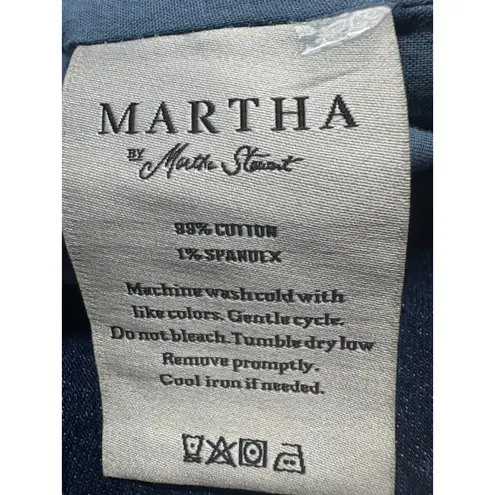 MARTHA
BY Martha Stewart
99% COTTON
1% SPANDEX
Machine wash cold with
like colors. Gentle cycle.
Do not bleach. Tumble dry low
Remove promptly.
Cool iron if needed.